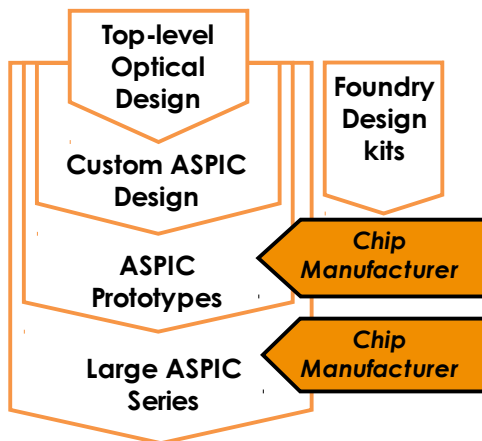 Top-level
Optical
Design
Foundry
Design
kits
Custom ASPIC
Design
Chip
Manufacturer
ASPIC
Prototypes
Chip
Manufacturer
Large ASPIC
Series